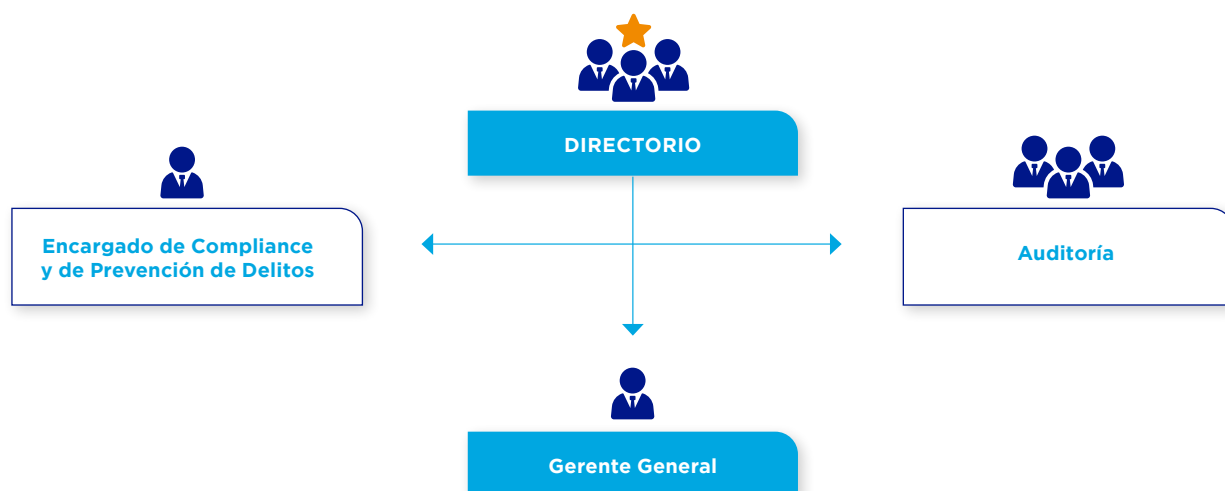 DIRECTORIO
Encargado de Compliance
y de Prevención de Delitos
Auditoría
Gerente General